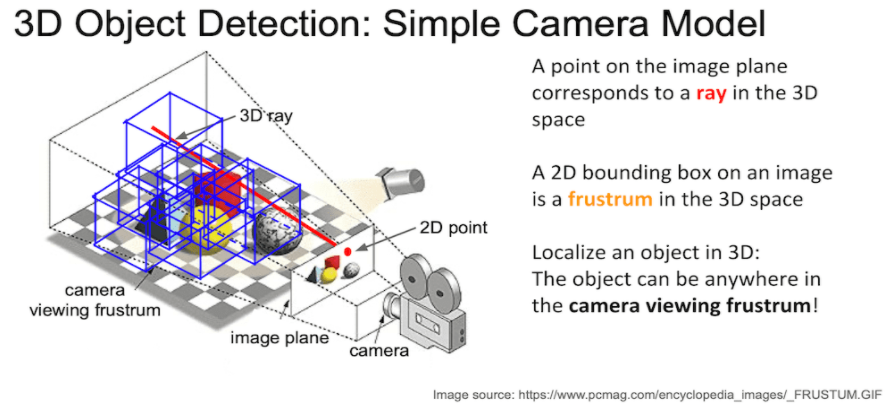 3D Object Detection: Simple Camera Model
3D ray
2D point
camera
viewing frustum
image plane
camera
A point on the image plane
corresponds to a ray in the 3D
space
A 2D bounding box on an image
is a frustrum in the 3D space
Localize an object in 3D:
The object can be anywhere in
the camera viewing frustrum!
Image source: https://www.pcmag.com/encyclopedia_images/_FRUSTUM.GIF